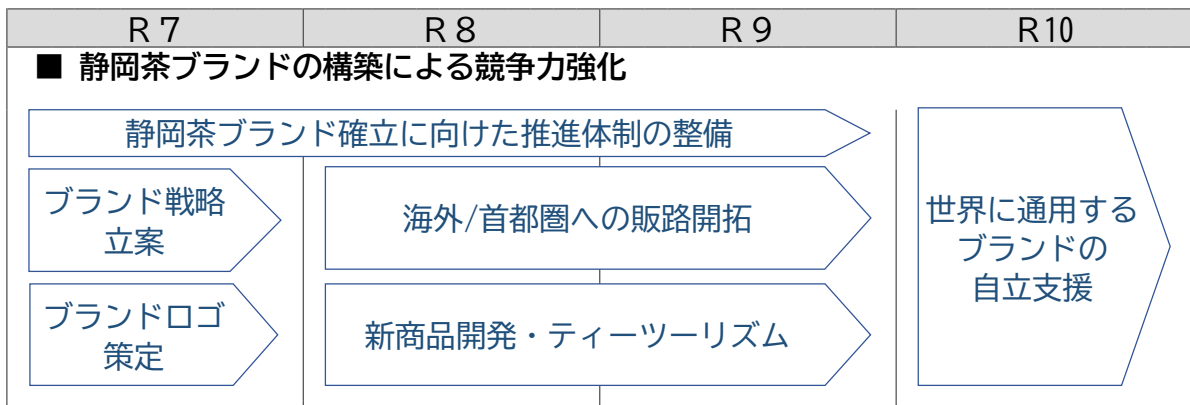 R7 R8 R9 R10
■ 静岡茶ブランドの構築による競争力強化
静岡茶ブランド確立に向けた推進体制の整備
ブランド戦略
立案
海外/首都圏への販路開拓
ブランドロゴ
策定
新商品開発・ティーツーリズム
世界に通用する
ブランドの
自立支援